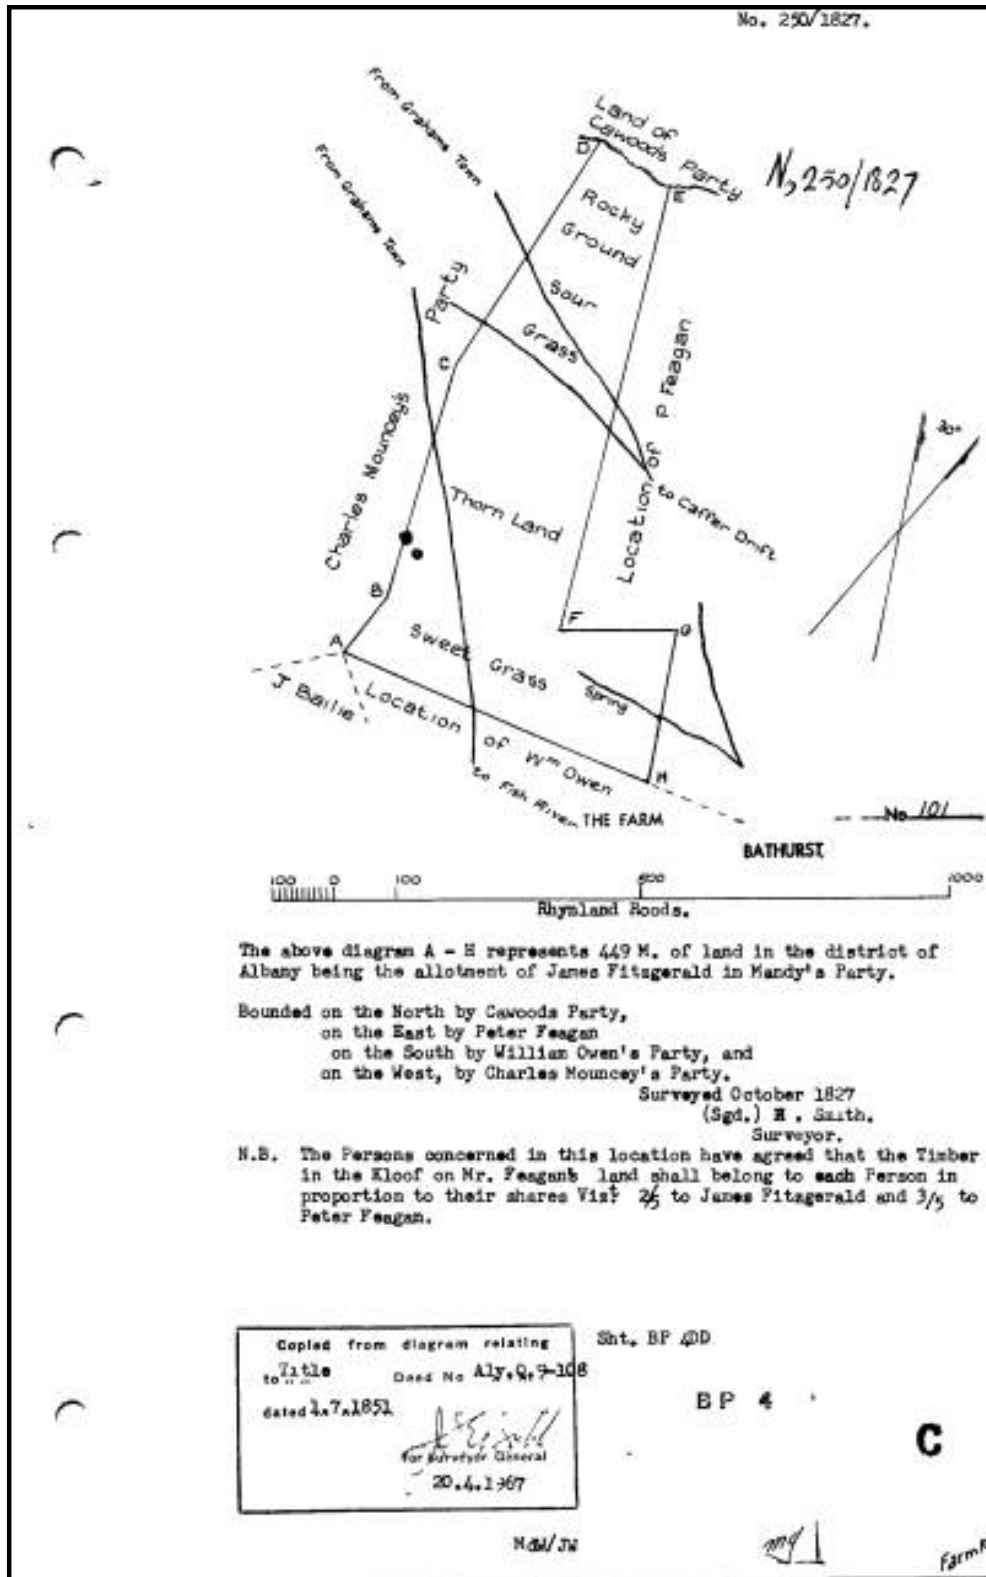 No. 250/1827.
From Grahams Town
From Grahams Town
Land of
Cawoods Party
No 250/1827
D
E
Rocky
Ground
Sour
Grass
Charles Mouncey's Party
C
Location of P Feagan
30°
to Caffer Drift
Thorn Land
B
A
F
G
Sweet Grass
Spring
J Bailie
Location of Wm Owen
H
to Fish River
THE FARM
No 101
BATHURST
100 0 100 500 1000
Rhynland Roods.
The above diagram A - H represents 449 M. of land in the district of
Albany being the allotment of James Fitzgerald in Mandy's Party.
Bounded on the North by Cawoods Party,
on the East by Peter Feagan
on the South by William Owen's Party, and
on the West, by Charles Mouncey's Party.
Surveyed October 1827
(Sgd.) H. Smith.
Surveyor.
N.B. The Persons concerned in this location have agreed that the Timber
in the Kloof on Mr. Feagan's land shall belong to each Person in
proportion to their shares Vist 2/5 to James Fitzgerald and 3/5 to
Peter Feagan.
Copied from diagram relating
to Title Deed No Aly.Q.9-108
dated 1.7.1851
for Surveyor General
20.4.1967
Sht. BP 4DD
BP 4
C
MdW/JW